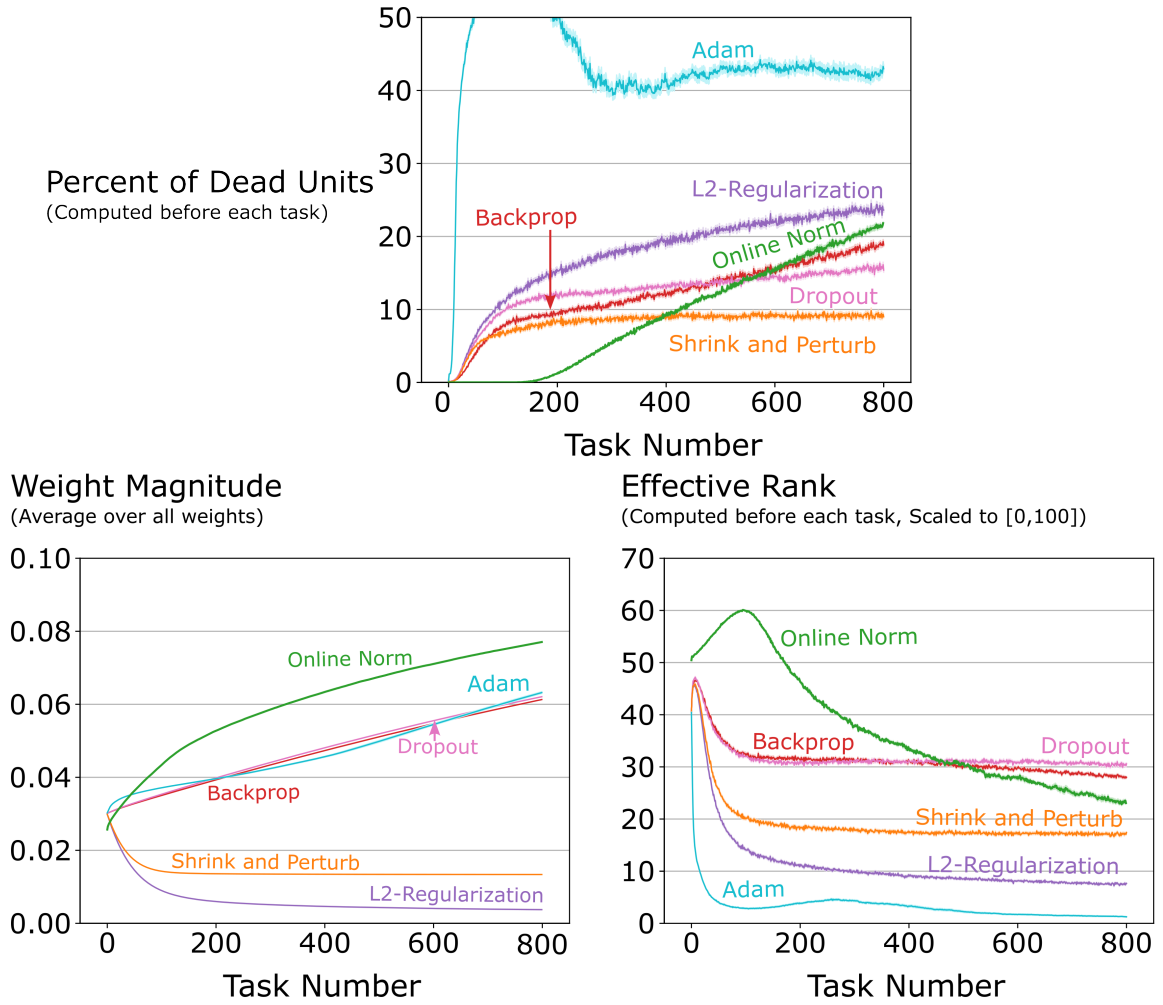 50
Adam
40
30
Percent of Dead Units
(Computed before each task)
L2-Regularization
Backprop
20
Online Norm
Dropout
10
Shrink and Perturb
0
0 200 400 600 800
Task Number
Weight Magnitude
(Average over all weights)
0.10
0.08
Online Norm
Adam
0.06
Dropout
0.04
Backprop
0.02
Shrink and Perturb
L2-Regularization
0.00
0 200 400 600 800
Task Number
Effective Rank
(Computed before each task, Scaled to [0,100])
70
60
Online Norm
50
40
Backprop
Dropout
30
20
Shrink and Perturb
L2-Regularization
10
Adam
0
0 200 400 600 800
Task Number